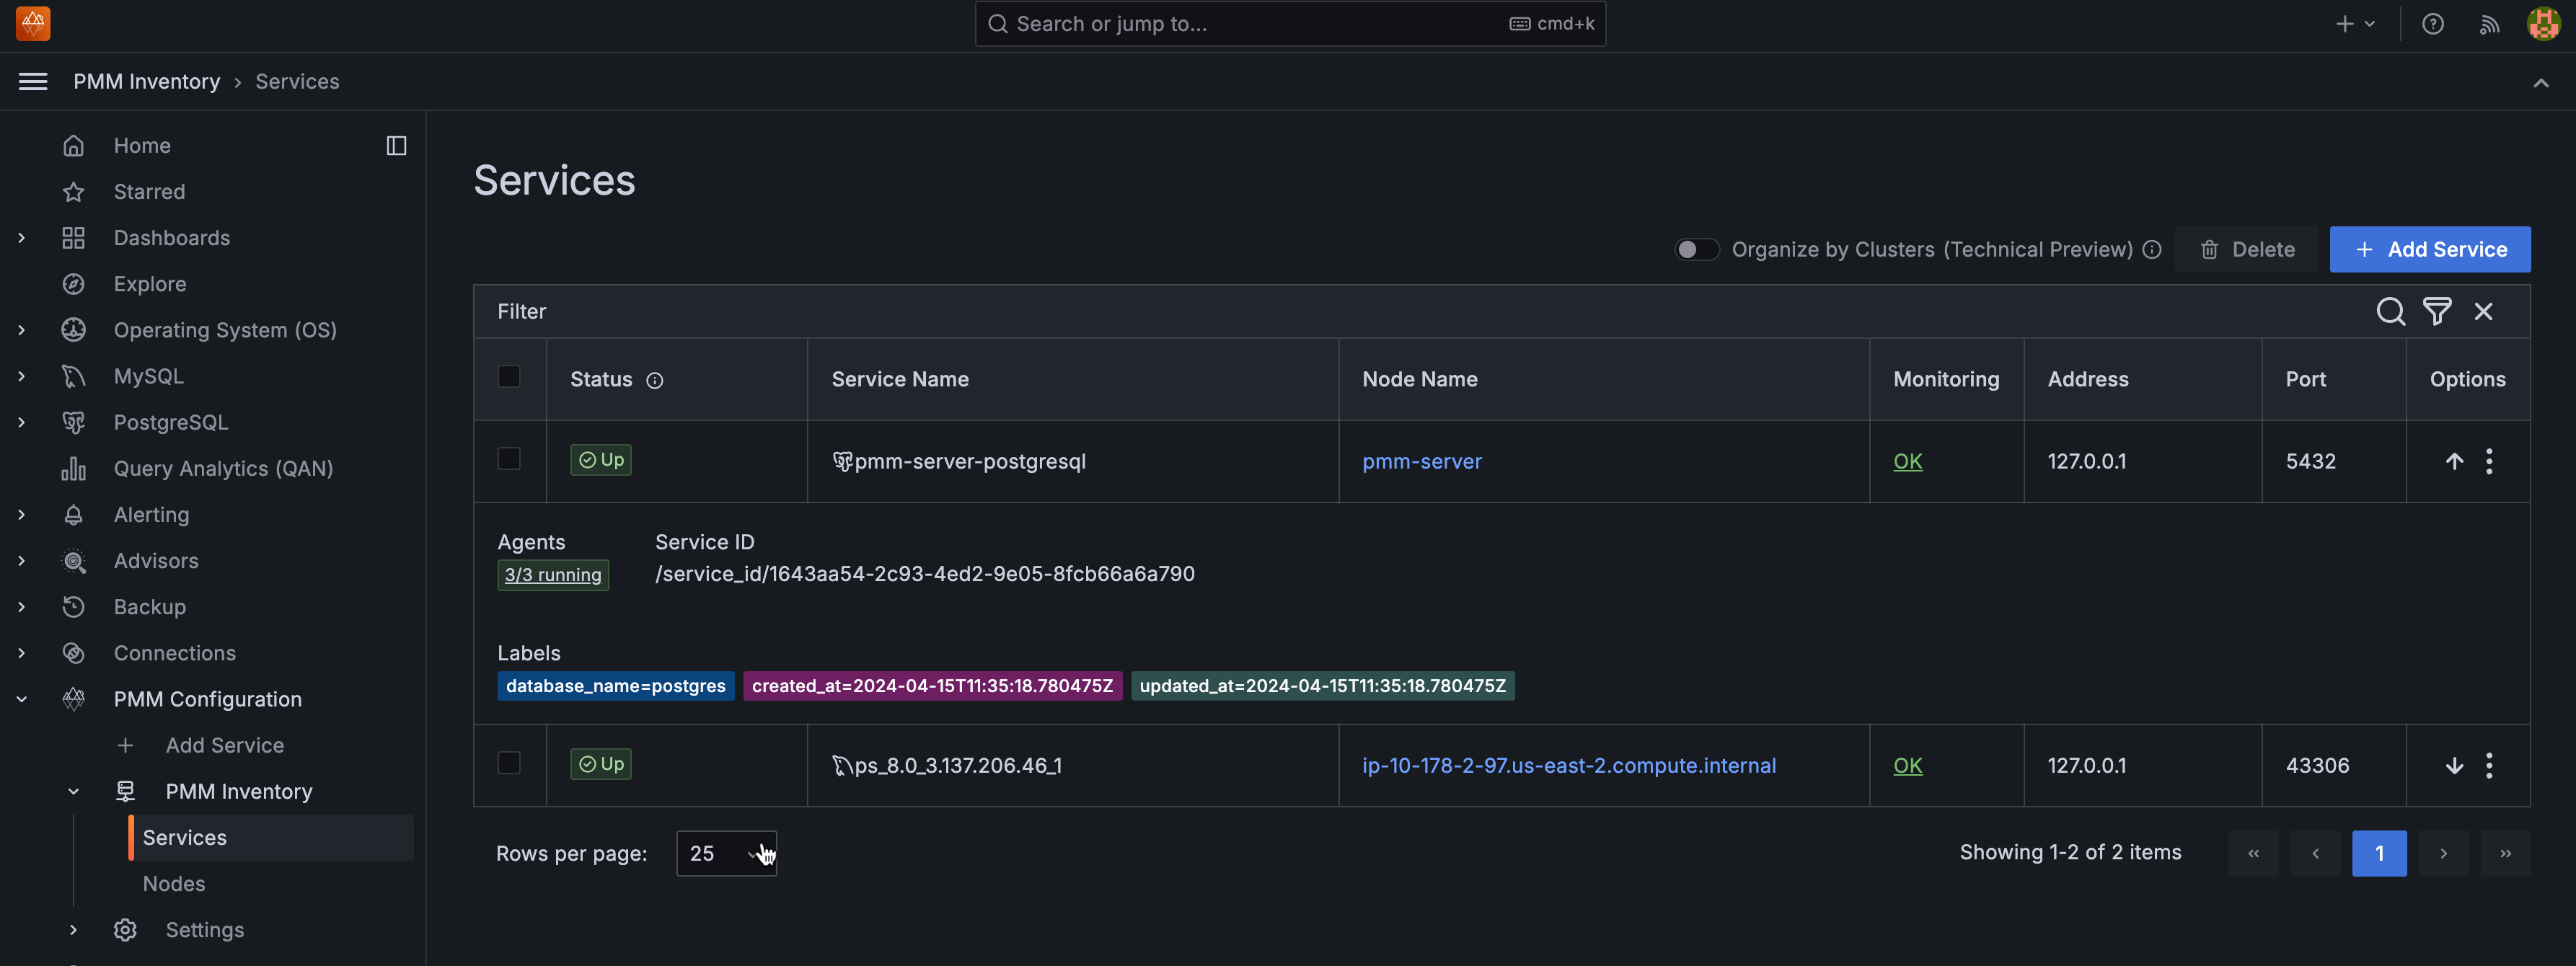 Search or jump to...
cmd+k
PMM Inventory › Services
Home
Starred
Dashboards
Explore
Operating System (OS)
MySQL
PostgreSQL
Query Analytics (QAN)
Alerting
Advisors
Backup
Connections
PMM Configuration
Add Service
PMM Inventory
Services
Nodes
Settings
Services
Organize by Clusters (Technical Preview)
Delete
+ Add Service
Filter
Status Service Name Node Name Monitoring Address Port Options
Up pmm-server-postgresql pmm-server OK 127.0.0.1 5432
Agents Service ID
3/3 running /service_id/1643aa54-2c93-4ed2-9e05-8fcb66a6a790
Labels
database_name=postgres created_at=2024-04-15T11:35:18.780475Z updated_at=2024-04-15T11:35:18.780475Z
Up ps_8.0_3.137.206.46_1 ip-10-178-2-97.us-east-2.compute.internal OK 127.0.0.1 43306
Rows per page: 25
Showing 1-2 of 2 items « ‹ 1 › »